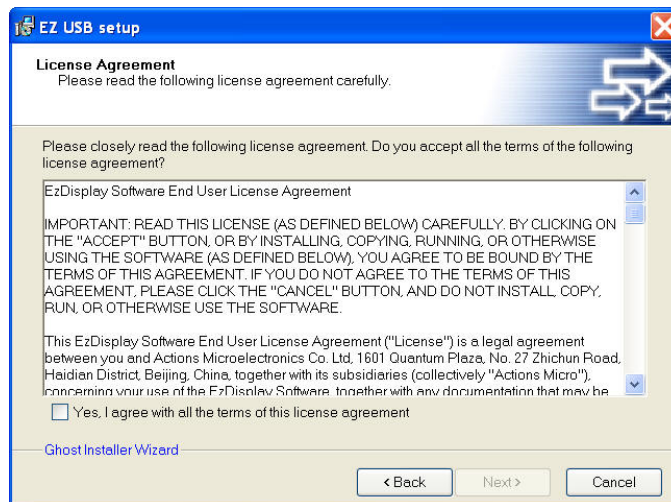 EZ USB setup
License Agreement
Please read the following license agreement carefully.
Please closely read the following license agreement. Do you accept all the terms of the following
license agreement?
EzDisplay Software End User License Agreement
IMPORTANT: READ THIS LICENSE (AS DEFINED BELOW) CAREFULLY. BY CLICKING ON
THE "ACCEPT" BUTTON, OR BY INSTALLING, COPYING, RUNNING, OR OTHERWISE
USING THE SOFTWARE (AS DEFINED BELOW), YOU AGREE TO BE BOUND BY THE
TERMS OF THIS AGREEMENT. IF YOU DO NOT AGREE TO THE TERMS OF THIS
AGREEMENT, PLEASE CLICK THE "CANCEL" BUTTON, AND DO NOT INSTALL, COPY,
RUN, OR OTHERWISE USE THE SOFTWARE.
This EzDisplay Software End User License Agreement ("License") is a legal agreement
between you and Actions Microelectronics Co. Ltd, 1601 Quantum Plaza, No. 27 Zhichun Road,
Haidian District, Beijing, China, together with its subsidiaries (collectively "Actions Micro"),
concerning your use of the EzDisplay Software, together with any documentation that may be
Yes, I agree with all the terms of this license agreement
Ghost Installer Wizard
< Back
Next >
Cancel